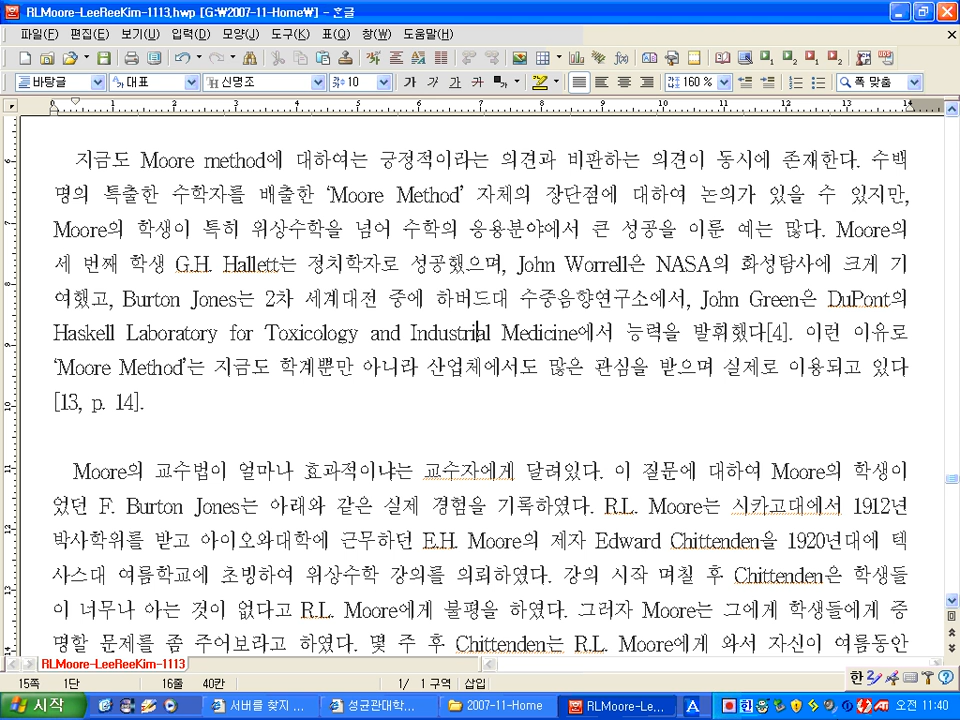 RLMoore-LeeReeKim-1113.hwp [G:\2007-11-Home\] - 훈글
파일(F) 편집(E) 보기(U) 입력(D) 모양(J) 도구(K) 표(Q) 창(W) 도움말(H)
바탕글 대표 신명조 10 가 가 가 가 160 % 폭 맞춤
1 2 3 4 5 6 7 8 9 10 11 12 13 14
지금도 Moore method에 대하여는 긍정적이라는 의견과 비판하는 의견이 동시에 존재한다. 수백
명의 특출한 수학자를 배출한 ‘Moore Method’ 자체의 장단점에 대하여 논의가 있을 수 있지만,
Moore의 학생이 특히 위상수학을 넘어 수학의 응용분야에서 큰 성공을 이룬 예는 많다. Moore의
세 번째 학생 G.H. Hallett는 정치학자로 성공했으며, John Worrell은 NASA의 화성탐사에 크게 기
여했고, Burton Jones는 2차 세계대전 중에 하버드대 수중음향연구소에서, John Green은 DuPont의
Haskell Laboratory for Toxicology and Industrial Medicine에서 능력을 발휘했다[4]. 이런 이유로
‘Moore Method’는 지금도 학계뿐만 아니라 산업체에서도 많은 관심을 받으며 실제로 이용되고 있다
[13, p. 14].
Moore의 교수법이 얼마나 효과적이냐는 교수자에게 달려있다. 이 질문에 대하여 Moore의 학생이
었던 F. Burton Jones는 아래와 같은 실제 경험을 기록하였다. R.L. Moore는 시카고대에서 1912년
박사학위를 받고 아이오와대학에 근무하던 E.H. Moore의 제자 Edward Chittenden을 1920년대에 텍
사스대 여름학교에 초빙하여 위상수학 강의를 의뢰하였다. 강의 시작 며칠 후 Chittenden은 학생들
이 너무나 아는 것이 없다고 R.L. Moore에게 불평을 하였다. 그러자 Moore는 그에게 학생들에게 증
명할 문제를 좀 주어보라고 하였다. 몇 주 후 Chittenden는 R.L. Moore에게 와서 자신이 여름동안
RLMoore-LeeReeKim-1113
15쪽 1단 16줄 40칸 1/ 1 구역 삽입
한
시작 서버를 찾지 ... 성균관대학... 2007-11-Home RLMoore-Le... A 오전 11:40